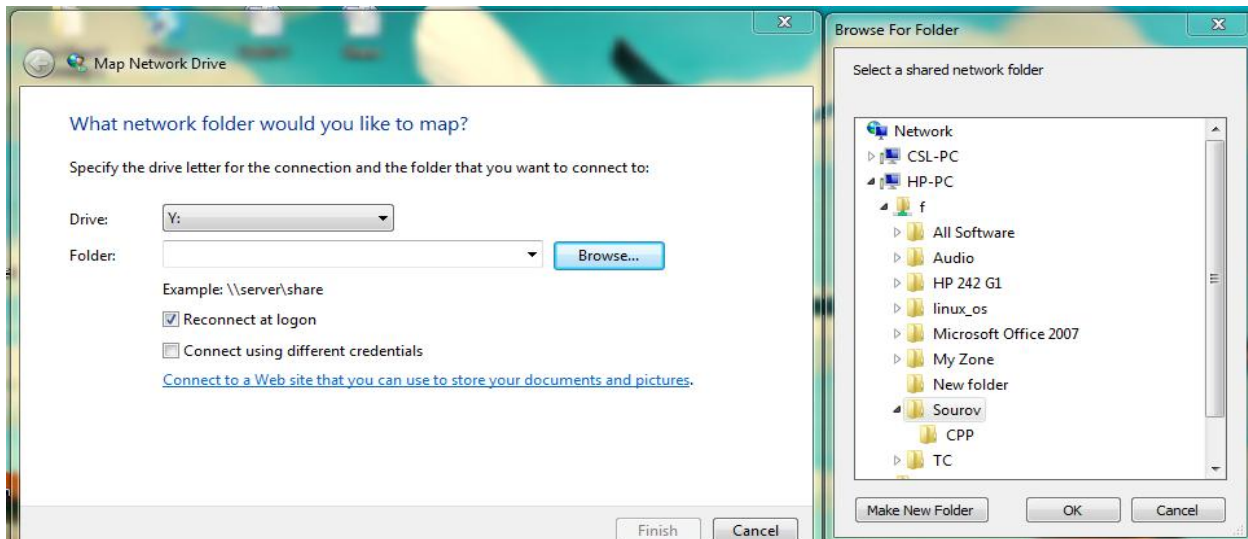 Map Network Drive
What network folder would you like to map?
Specify the drive letter for the connection and the folder that you want to connect to:
Drive:
Y:
Folder:
Browse...
Example: \\server\share
Reconnect at logon
Connect using different credentials
Connect to a Web site that you can use to store your documents and pictures.
Finish
Cancel
Browse For Folder
Select a shared network folder
Network
CSL-PC
HP-PC
f
All Software
Audio
HP 242 G1
linux_os
Microsoft Office 2007
My Zone
New folder
Sourov
CPP
TC
Make New Folder
OK
Cancel